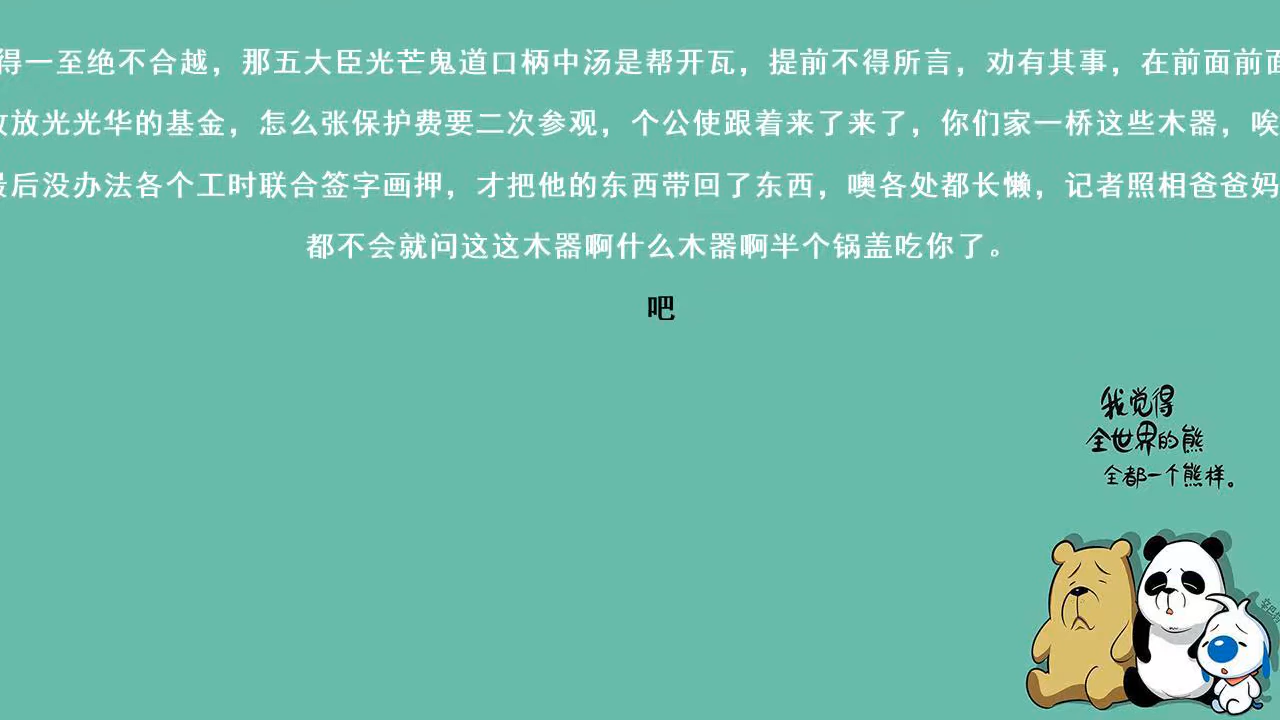 得一至绝不合越，那五大臣光芒鬼道口柄中汤是帮开瓦，提前不得所言，劝有其事，在前面前面
放光光华的基金，怎么张保护费要二次参观，个公使跟着来了来了，你们家一桥这些木器，唉
最后没办法各个工时联合签字画押，才把他的东西带回了东西，噢各处都长懒，记者照相爸爸妈
都不会就问这这木器啊什么木器啊半个锅盖吃你了。
吧
我觉得
全世界的熊
全都一个熊样。